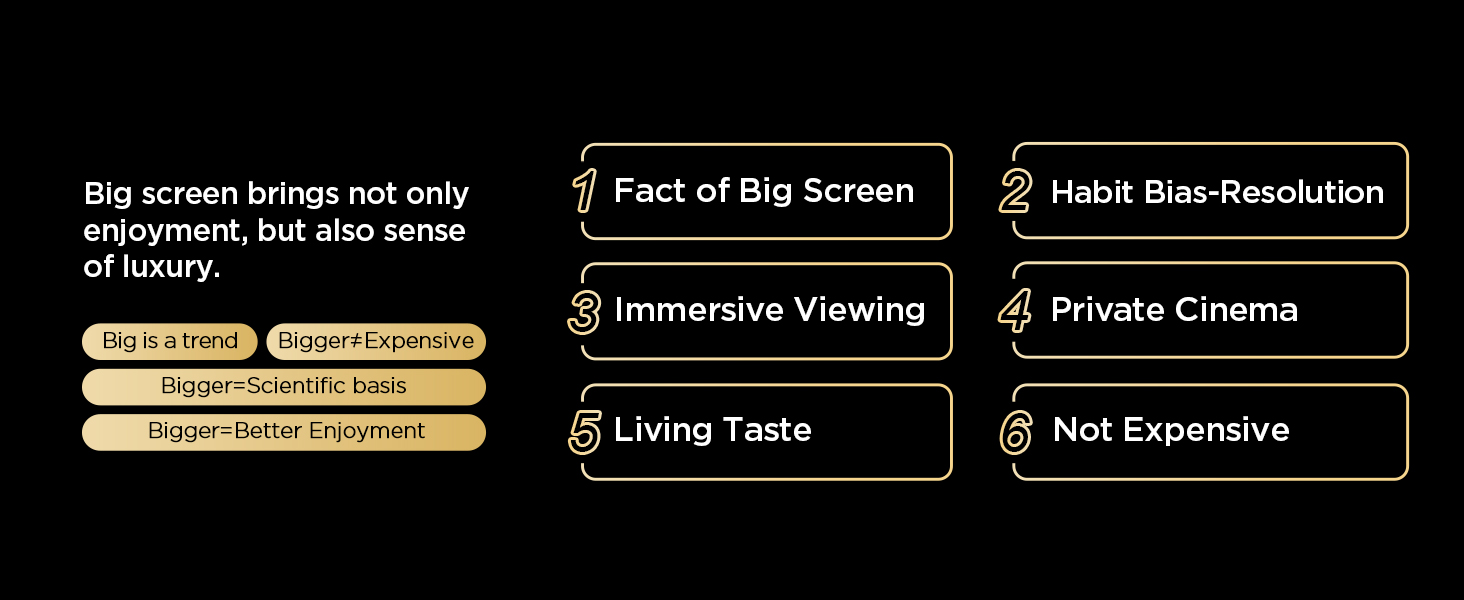 Big screen brings not only
enjoyment, but also sense
of luxury.
Big is a trend
Bigger≠Expensive
Bigger=Scientific basis
Bigger=Better Enjoyment
1 Fact of Big Screen
2 Habit Bias-Resolution
3 Immersive Viewing
4 Private Cinema
5 Living Taste
6 Not Expensive